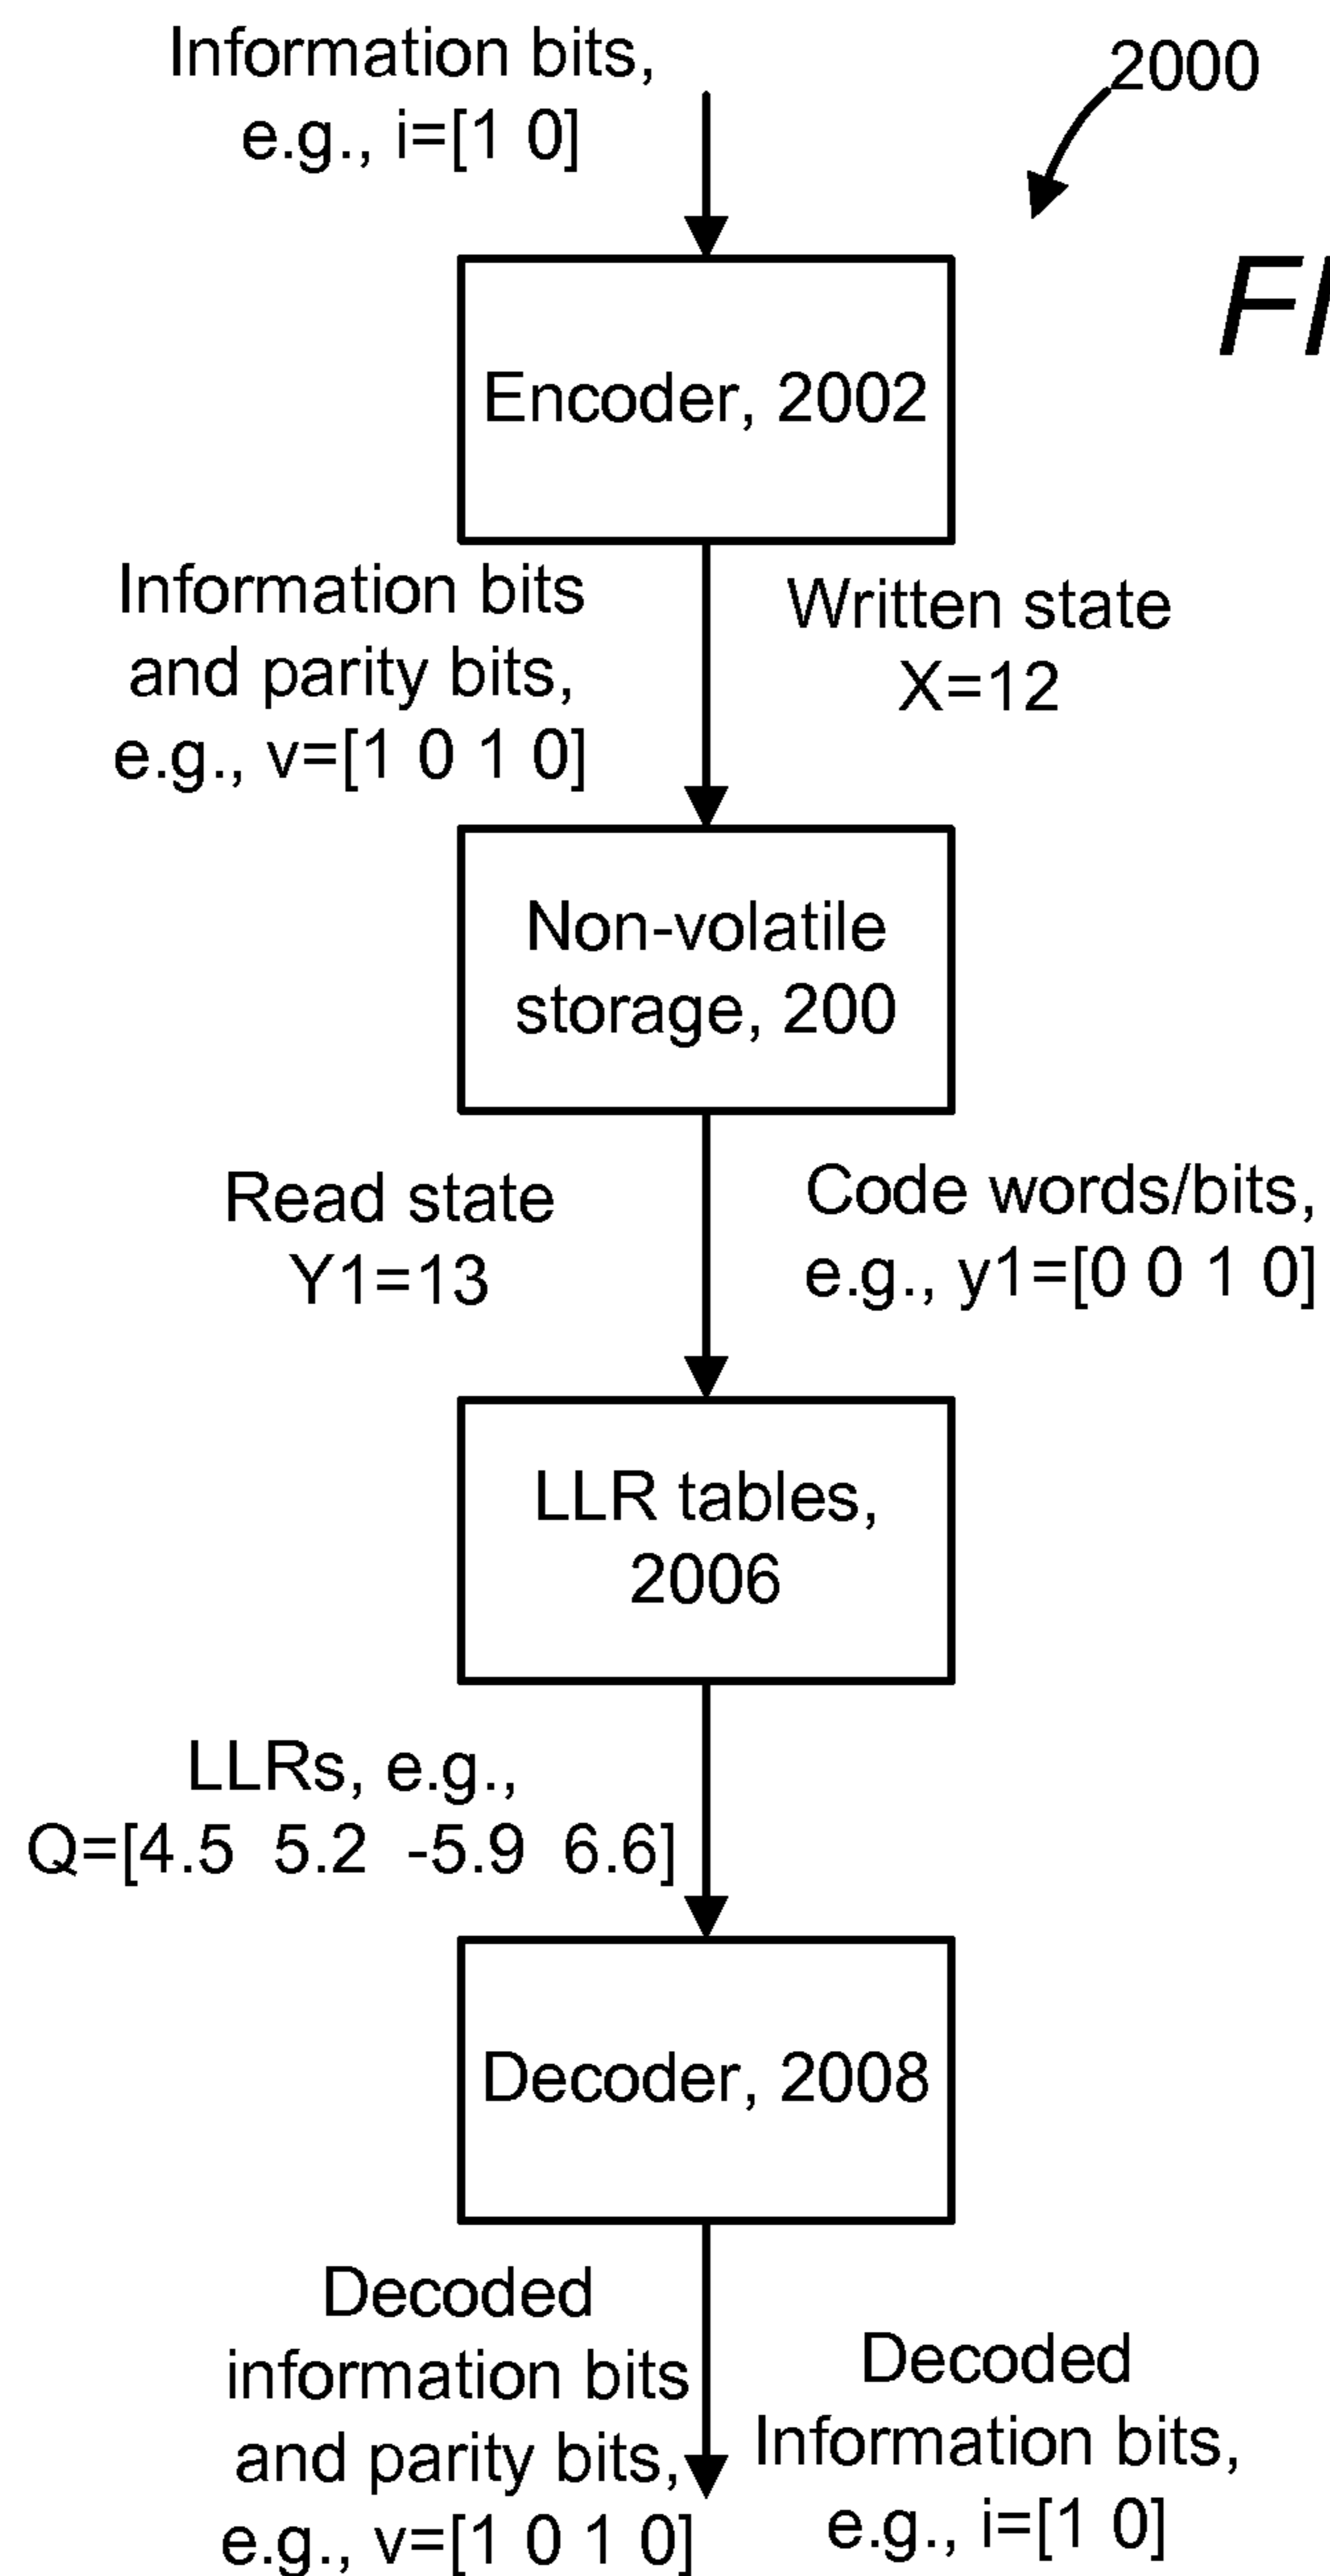 Information bits,
e.g., i=[1 0]
2000
FI
Encoder, 2002
Information bits
and parity bits,
e.g., v=[1 0 1 0]
Written state
X=12
Non-volatile
storage, 200
Read state
Y1=13
Code words/bits,
e.g., y1=[0 0 1 0]
LLR tables,
2006
LLRs, e.g.,
Q=[4.5 5.2 -5.9 6.6]
Decoder, 2008
Decoded
information bits
and parity bits,
e.g., v=[1 0 1 0]
Decoded
Information bits,
e.g., i=[1 0]